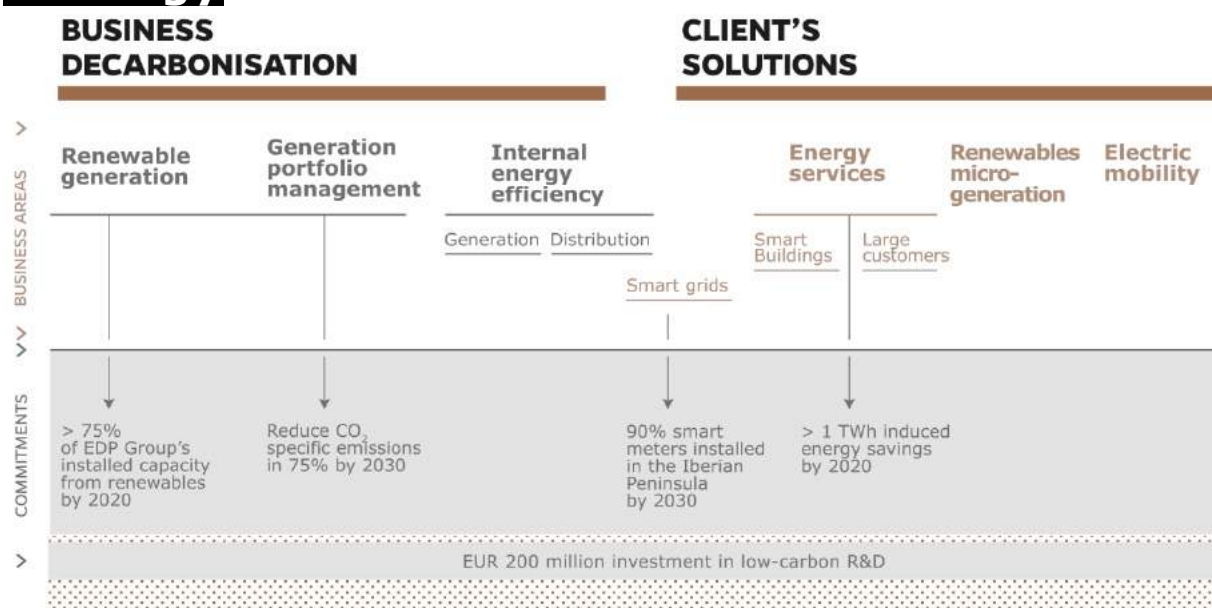 BUSINESS
DECARBONISATION
CLIENT'S
SOLUTIONS
BUSINESS AREAS
Renewable
generation
Generation
portfolio
management
Internal
energy
efficiency
Generation
Distribution
Smart grids
Energy
services
Smart
Buildings
Large
customers
Renewables
micro-
generation
Electric
mobility
COMMITMENTS
> 75%
of EDP Group's
installed capacity
from renewables
by 2020
Reduce CO₂
specific emissions
in 75% by 2030
90% smart
meters installed
in the Iberian
Peninsula
by 2030
> 1 TWh induced
energy savings
by 2020
EUR 200 million investment in low-carbon R&D